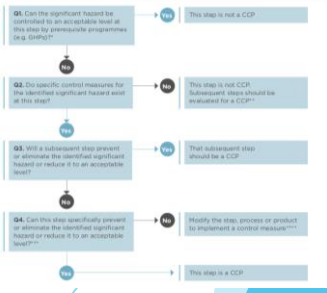 Q1. Can the significant hazard be
controlled to an acceptable level at
this step by prerequisite programmes
(e.g. GHPs)?*
Yes
This step is not a CCP
No
Q2. Do specific control measures for
the identified significant hazard exist
at this step?
No
This step is not CCP.
Subsequent steps should be
evaluated for a CCP**
Yes
Q3. Will a subsequent step prevent
or eliminate the identified significant
hazard or reduce it to an acceptable
level?
Yes
That subsequent step
should be a CCP
No
Q4. Can this step specifically prevent
or eliminate the identified significant
hazard or reduce it to an acceptable
level?***
No
Modify the step, process or product
to implement a control measure****
Yes
This step is a CCP